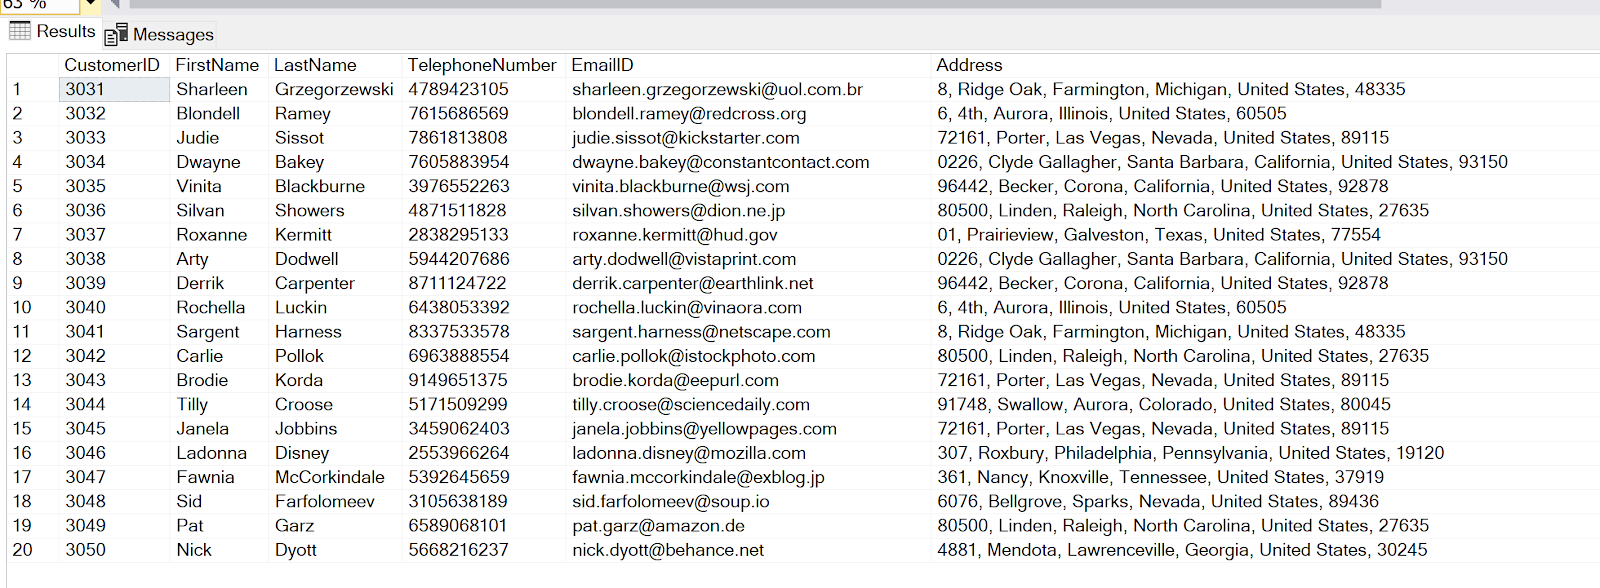 63 %
Results Messages
CustomerID FirstName LastName TelephoneNumber EmailID Address
1 3031 Sharleen Grzegorzewski 4789423105 sharleen.grzegorzewski@uol.com.br 8, Ridge Oak, Farmington, Michigan, United States, 48335
2 3032 Blondell Ramey 7615686569 blondell.ramey@redcross.org 6, 4th, Aurora, Illinois, United States, 60505
3 3033 Judie Sissot 7861813808 judie.sissot@kickstarter.com 72161, Porter, Las Vegas, Nevada, United States, 89115
4 3034 Dwayne Bakey 7605883954 dwayne.bakey@constantcontact.com 0226, Clyde Gallagher, Santa Barbara, California, United States, 93150
5 3035 Vinita Blackburne 3976552263 vinita.blackburne@wsj.com 96442, Becker, Corona, California, United States, 92878
6 3036 Silvan Showers 4871511828 silvan.showers@dion.ne.jp 80500, Linden, Raleigh, North Carolina, United States, 27635
7 3037 Roxanne Kermitt 2838295133 roxanne.kermitt@hud.gov 01, Prairieview, Galveston, Texas, United States, 77554
8 3038 Arty Dodwell 5944207686 arty.dodwell@vistaprint.com 0226, Clyde Gallagher, Santa Barbara, California, United States, 93150
9 3039 Derrik Carpenter 8711124722 derrik.carpenter@earthlink.net 96442, Becker, Corona, California, United States, 92878
10 3040 Rochella Luckin 6438053392 rochella.luckin@vinaora.com 6, 4th, Aurora, Illinois, United States, 60505
11 3041 Sargent Harness 8337533578 sargent.harness@netscape.com 8, Ridge Oak, Farmington, Michigan, United States, 48335
12 3042 Carlie Pollok 6963888554 carlie.pollok@istockphoto.com 80500, Linden, Raleigh, North Carolina, United States, 27635
13 3043 Brodie Korda 9149651375 brodie.korda@eepurl.com 72161, Porter, Las Vegas, Nevada, United States, 89115
14 3044 Tilly Croose 5171509299 tilly.croose@sciencedaily.com 91748, Swallow, Aurora, Colorado, United States, 80045
15 3045 Janela Jobbins 3459062403 janela.jobbins@yellowpages.com 72161, Porter, Las Vegas, Nevada, United States, 89115
16 3046 Ladonna Disney 2553966264 ladonna.disney@mozilla.com 307, Roxbury, Philadelphia, Pennsylvania, United States, 19120
17 3047 Fawnia McCorkindale 5392645659 fawnia.mccorkindale@exblog.jp 361, Nancy, Knoxville, Tennessee, United States, 37919
18 3048 Sid Farfolomeev 3105638189 sid.farfolomeev@soup.io 6076, Bellgrove, Sparks, Nevada, United States, 89436
19 3049 Pat Garz 6589068101 pat.garz@amazon.de 80500, Linden, Raleigh, North Carolina, United States, 27635
20 3050 Nick Dyott 5668216237 nick.dyott@behance.net 4881, Mendota, Lawrenceville, Georgia, United States, 30245